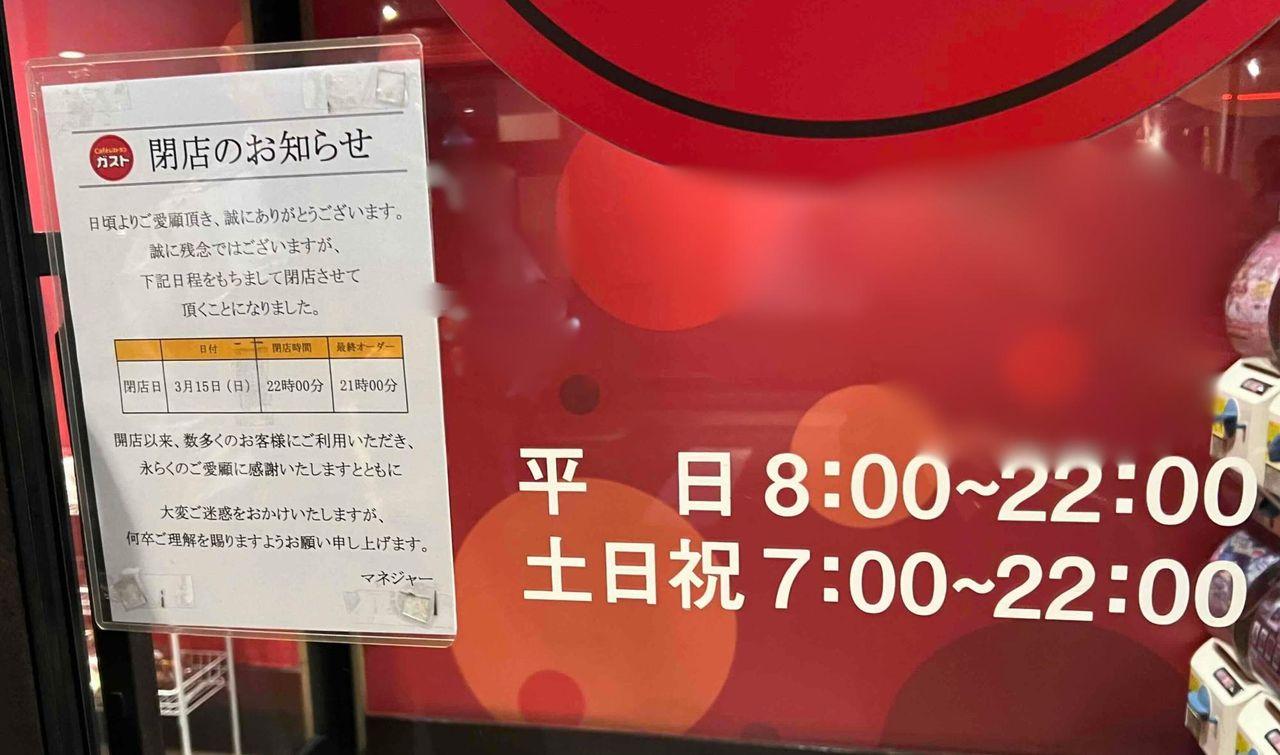 Café レストラン
ガスト
閉店のお知らせ
日頃よりご愛顧頂き、誠にありがとうございます。
誠に残念ではございますが、
下記日程をもちまして閉店させて
頂くことになりました。
日付 閉店時間 最終オーダー
閉店日 3月15日(日) 22時00分 21時00分
開店以来、数多くのお客様にご利用いただき、
永らくのご愛顧に感謝いたしますとともに
大変ご迷惑をおかけいたしますが、
何卒ご理解を賜りますようお願い申し上げます。
マネジャー
平 日 8:00~22:00
土日祝 7:00~22:00